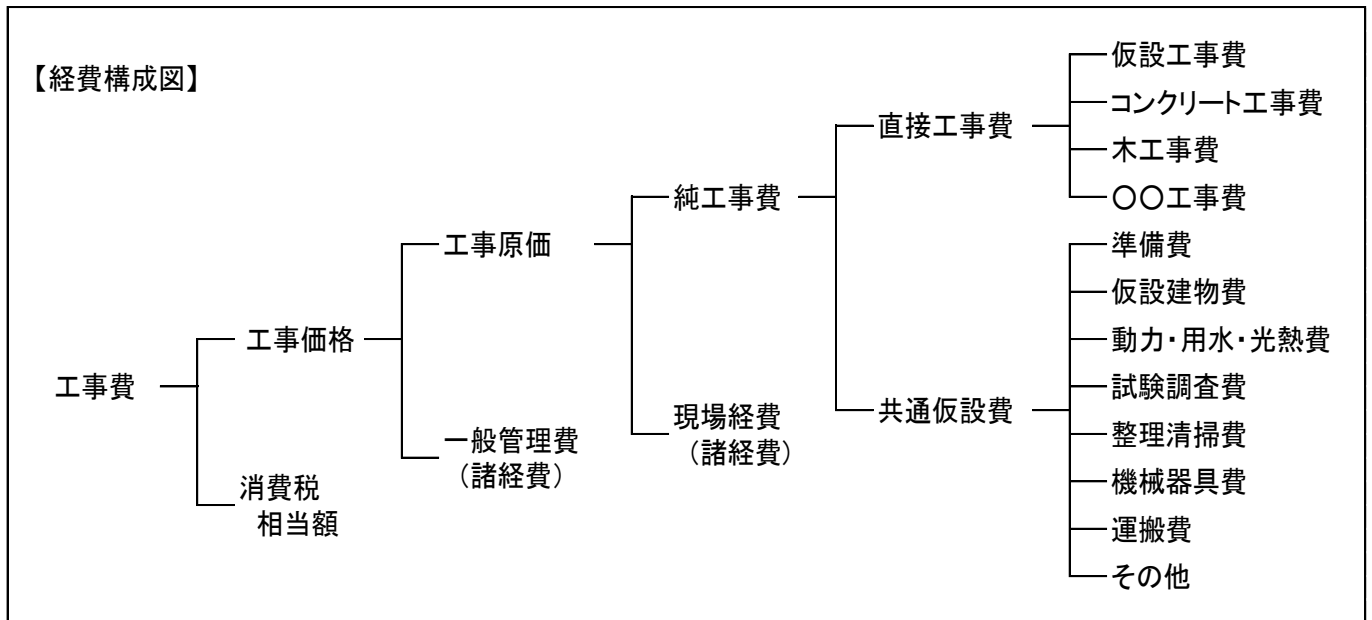 【経費構成図】
工事費
工事価格
消費税
相当額
工事原価
一般管理費
(諸経費)
純工事費
現場経費
(諸経費)
直接工事費
共通仮設費
仮設工事費
コンクリート工事費
木工事費
〇〇工事費
準備費
仮設建物費
動力・用水・光熱費
試験調査費
整理清掃費
機械器具費
運搬費
その他